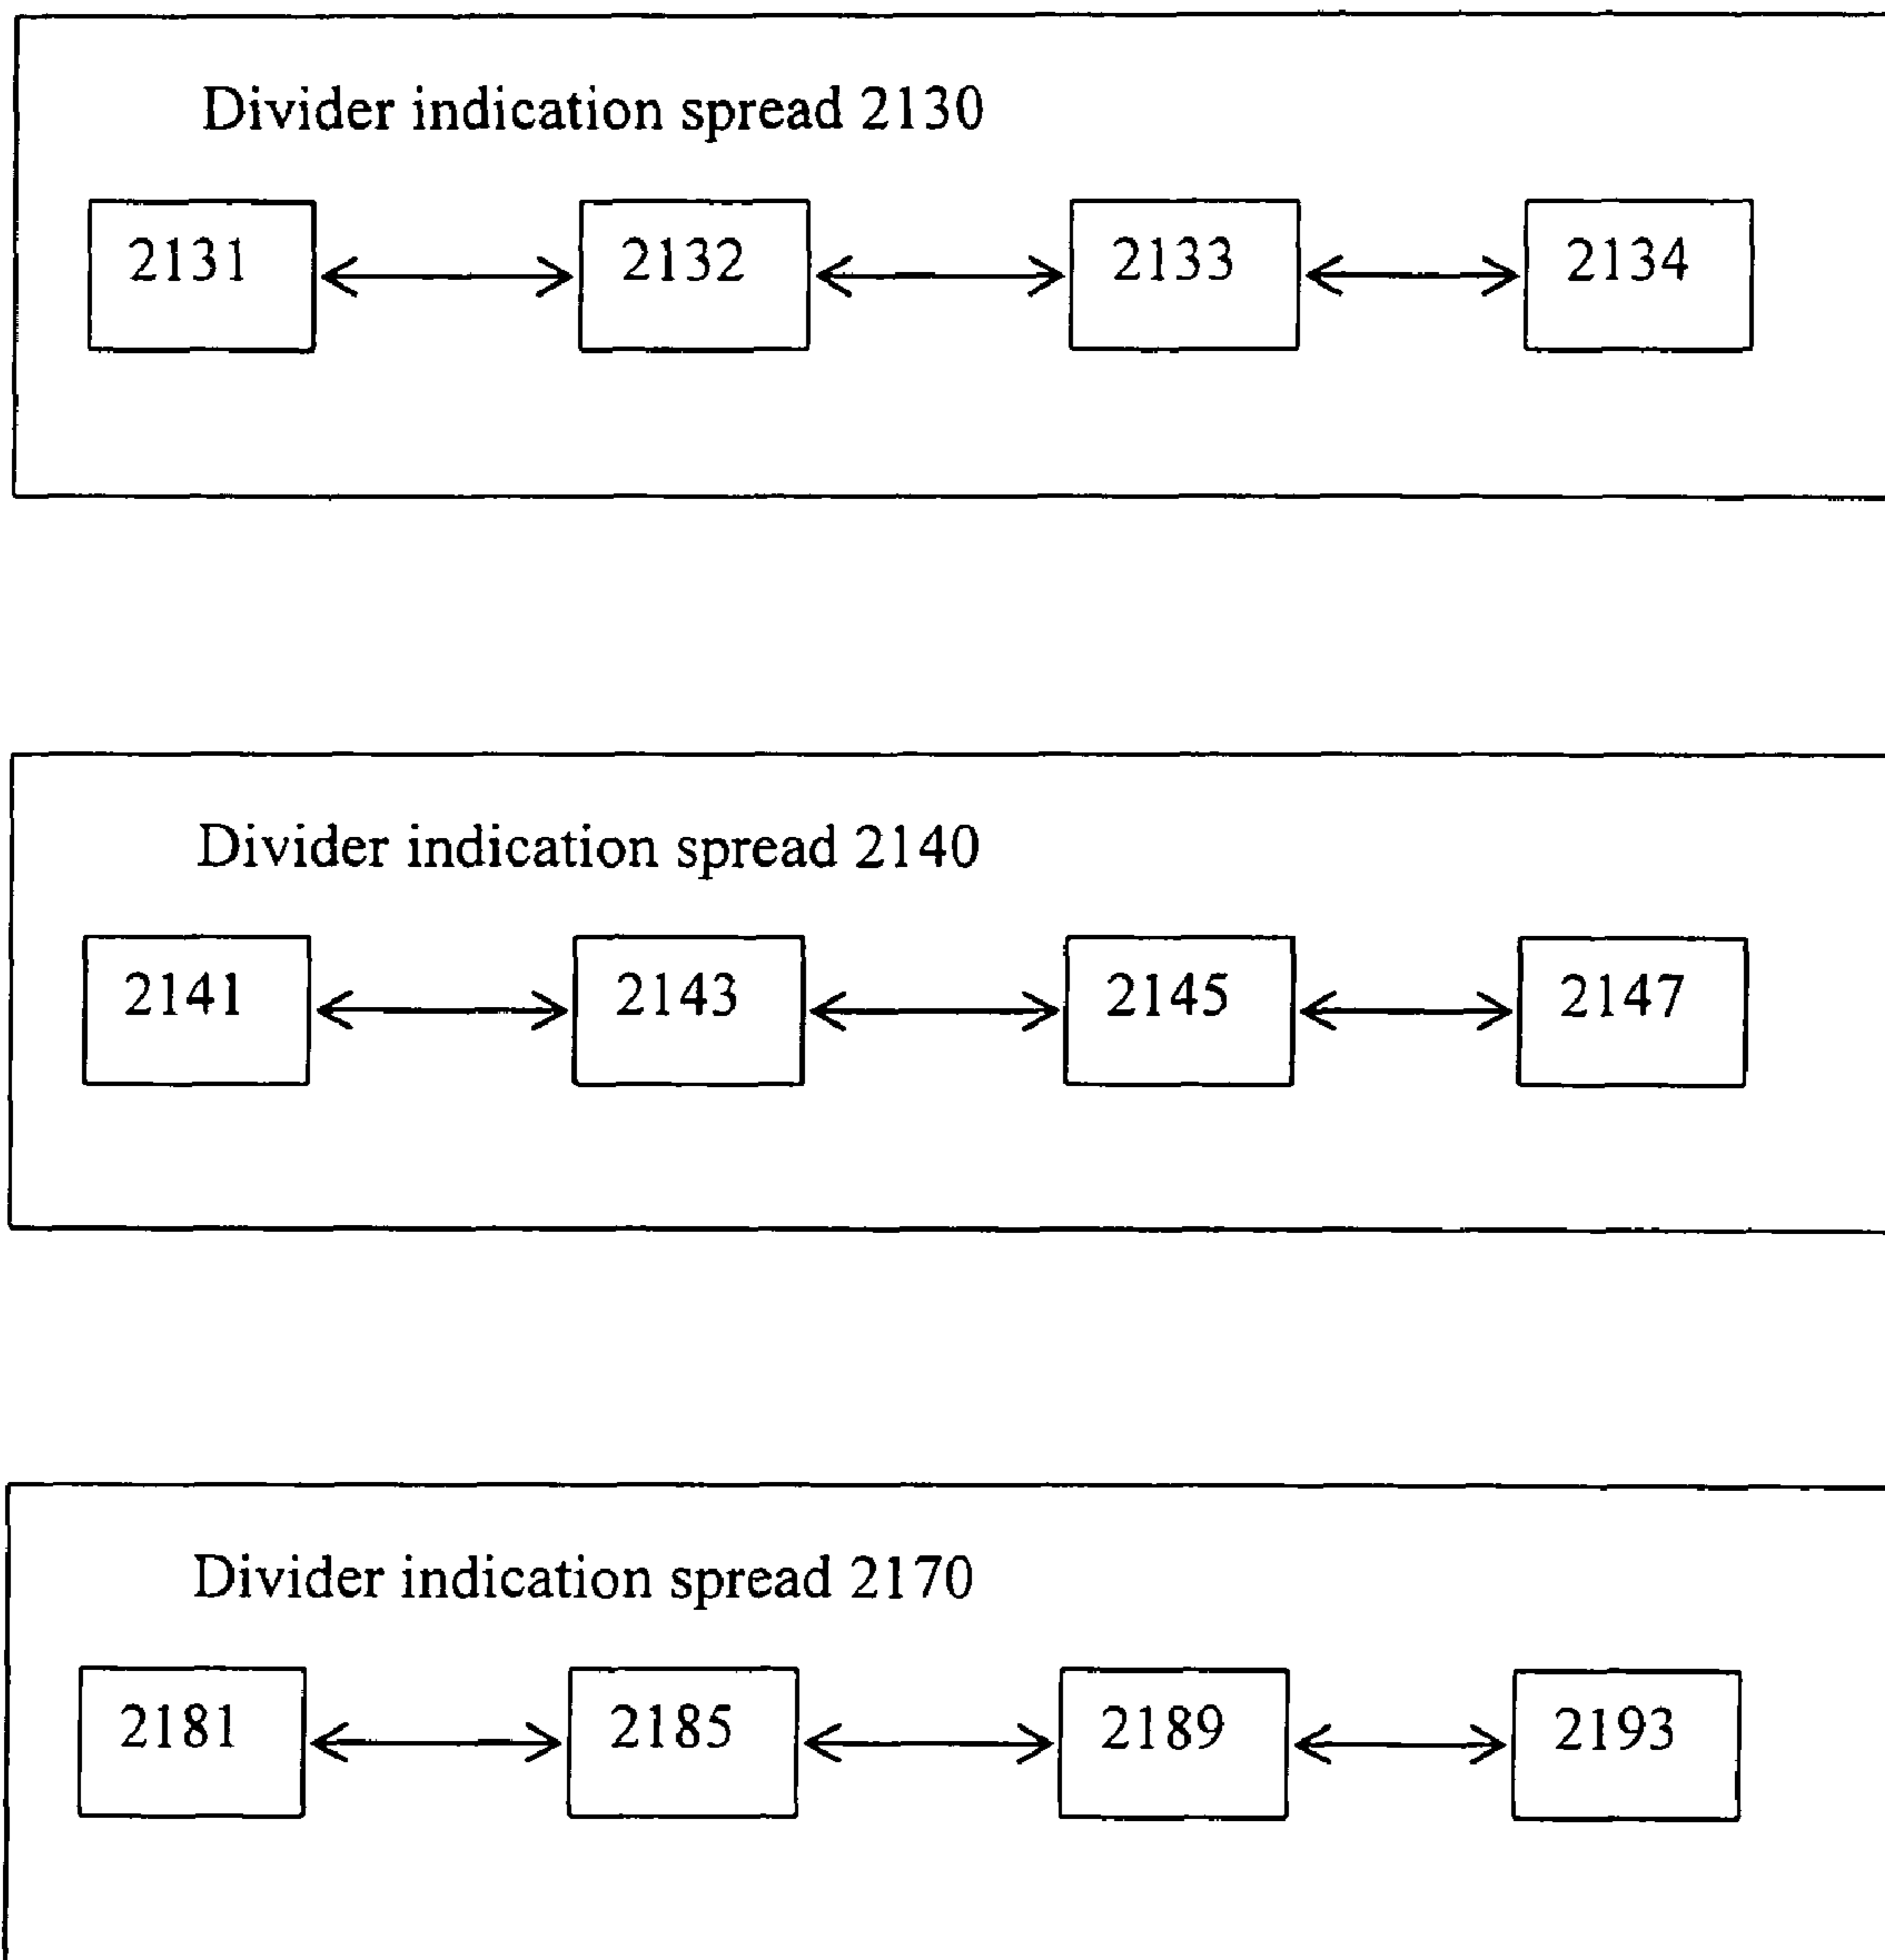 Divider indication spread 2130
2131 2132 2133 2134
Divider indication spread 2140
2141 2143 2145 2147
Divider indication spread 2170
2181 2185 2189 2193